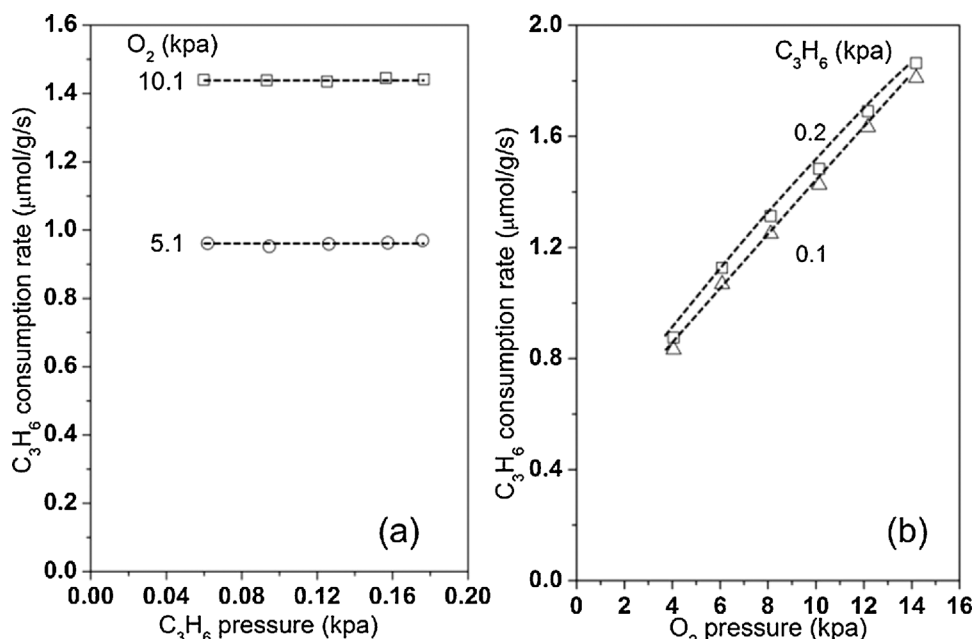 C₃H₆ consumption rate (μmol/g/s)
1.6
1.4
1.2
1.0
0.8
0.6
0.4
0.2
0.0
O₂ (kpa)
10.1
5.1
(a)
0.00 0.04 0.08 0.12 0.16 0.20
C₃H₆ pressure (kpa)
C₃H₆ consumption rate (μmol/g/s)
2.0
1.6
1.2
0.8
0.4
0.0
C₃H₆ (kpa)
0.2
0.1
(b)
0 2 4 6 8 10 12 14 16
O₂ pressure (kpa)